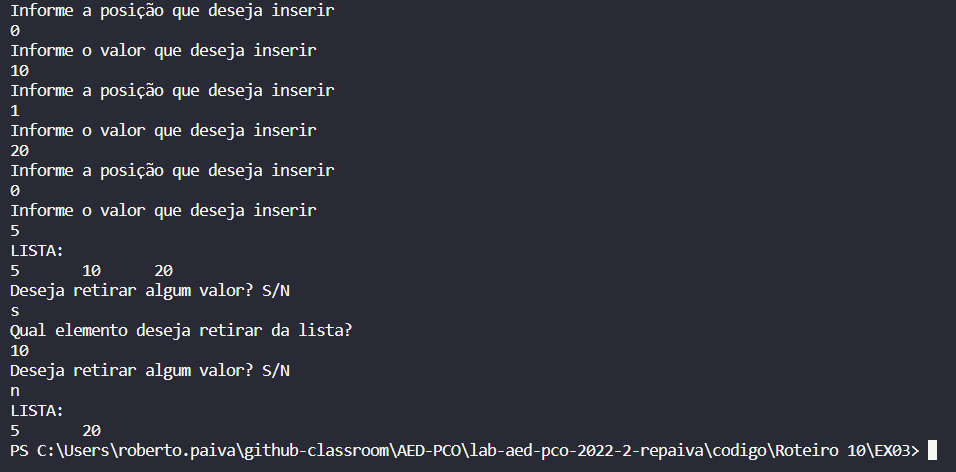 Informe a posição que deseja inserir
0
Informe o valor que deseja inserir
10
Informe a posição que deseja inserir
1
Informe o valor que deseja inserir
20
Informe a posição que deseja inserir
0
Informe o valor que deseja inserir
5
LISTA:
5 10 20
Deseja retirar algum valor? S/N
s
Qual elemento deseja retirar da lista?
10
Deseja retirar algum valor? S/N
n
LISTA:
5 20
PS C:\Users\roberto.paiva\github-classroom\AED-PCO\lab-aed-pco-2022-2-repaiva\codigo\Roteiro 10\EX03>